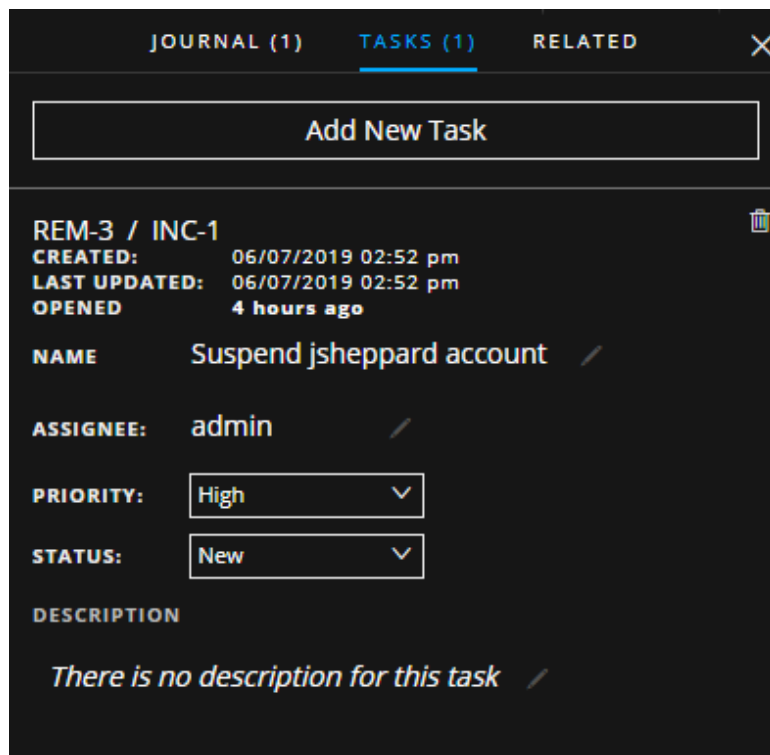 JOURNAL (1) TASKS (1) RELATED
Add New Task
REM-3 / INC-1
CREATED: 06/07/2019 02:52 pm
LAST UPDATED: 06/07/2019 02:52 pm
OPENED 4 hours ago
NAME Suspend jsheppard account
ASSIGNEE: admin
PRIORITY: High
STATUS: New
DESCRIPTION
There is no description for this task